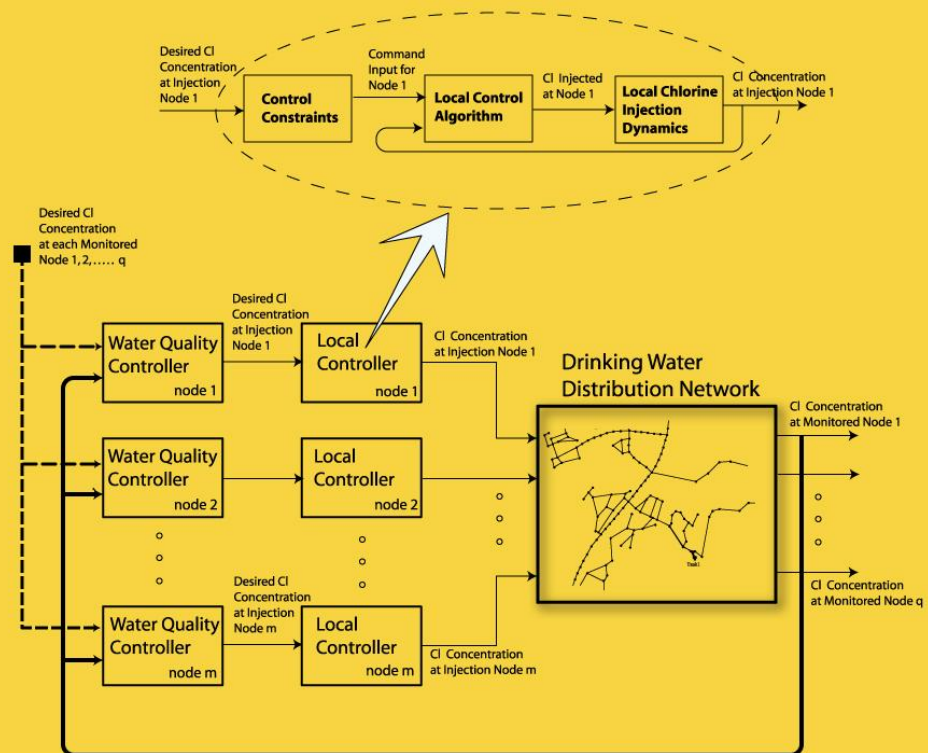 Desired Cl
Concentration
at Injection
Node 1
Control
Constraints
Command
Input for
Node 1
Local Control
Algorithm
Cl Injected
at Node 1
Local Chlorine
Injection
Dynamics
Cl Concentration
at Injection Node 1
Desired Cl
Concentration
at each Monitored
Node 1, 2, ..... q
Water Quality
Controller
node 1
Desired Cl
Concentration
at Injection
Node 1
Local
Controller
node 1
Cl Concentration
at Injection Node 1
Drinking Water
Distribution Network
Cl Concentration
at Monitored Node 1
Water Quality
Controller
node 2
Local
Controller
node 2
Cl Concentration
at Monitored Node q
Water Quality
Controller
node m
Desired Cl
Concentration
at Injection
Node m
Local
Controller
node m
Cl Concentration
at Injection Node m